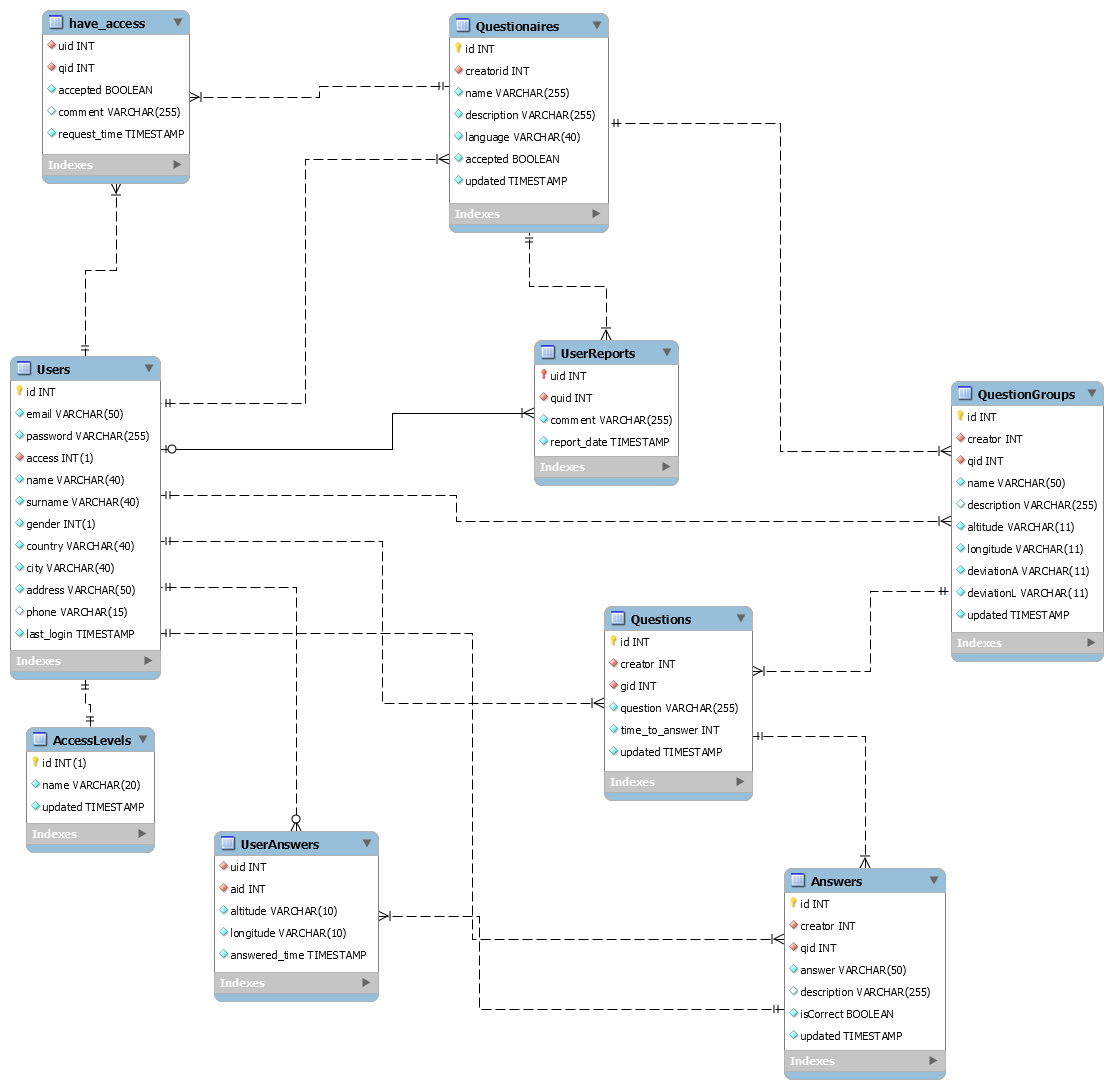 have_access
uid INT
qid INT
accepted BOOLEAN
comment VARCHAR(255)
request_time TIMESTAMP
Indexes
Questionaires
id INT
creatorid INT
name VARCHAR(255)
description VARCHAR(255)
language VARCHAR(40)
accepted BOOLEAN
updated TIMESTAMP
Indexes
Users
id INT
email VARCHAR(50)
password VARCHAR(255)
access INT(1)
name VARCHAR(40)
surname VARCHAR(40)
gender INT(1)
country VARCHAR(40)
city VARCHAR(40)
address VARCHAR(50)
phone VARCHAR(15)
last_login TIMESTAMP
Indexes
UserReports
uid INT
quid INT
comment VARCHAR(255)
report_date TIMESTAMP
Indexes
QuestionGroups
id INT
creator INT
qid INT
name VARCHAR(50)
description VARCHAR(255)
altitude VARCHAR(11)
longitude VARCHAR(11)
deviationA VARCHAR(11)
deviationL VARCHAR(11)
updated TIMESTAMP
Indexes
Questions
id INT
creator INT
gid INT
question VARCHAR(255)
time_to_answer INT
updated TIMESTAMP
Indexes
AccessLevels
id INT(1)
name VARCHAR(20)
updated TIMESTAMP
Indexes
UserAnswers
uid INT
aid INT
altitude VARCHAR(10)
longitude VARCHAR(10)
answered_time TIMESTAMP
Indexes
Answers
id INT
creator INT
qid INT
answer VARCHAR(50)
description VARCHAR(255)
isCorrect BOOLEAN
updated TIMESTAMP
Indexes